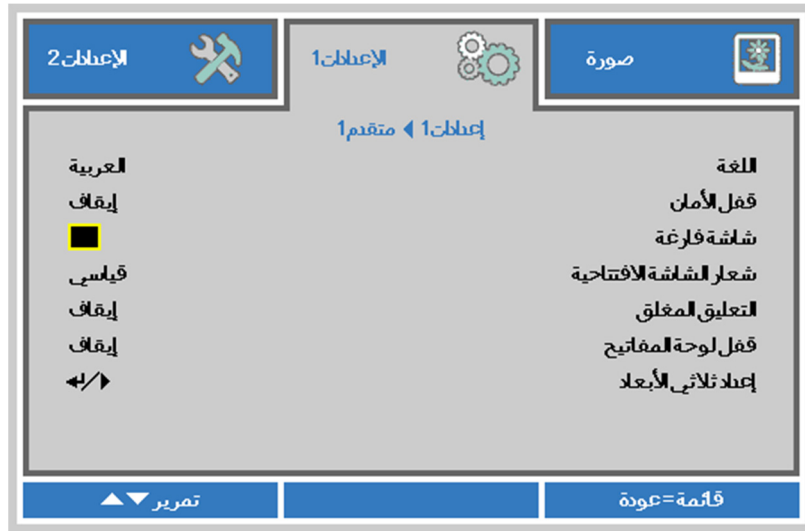 صورة
الإعدادات1
الإعدادات2
إعدادات1 ▶ متقدم1
اللغة العربية
قفل الأمان إيقاف
شاشة فارغة
شعار الشاشة الافتتاحية قياسي
التعليق المغلق إيقاف
قفل لوحة المفاتيح إيقاف
إعداد ثلاثي الأبعاد ↵/▶
قائمة=عودة
تمرير ▼▲